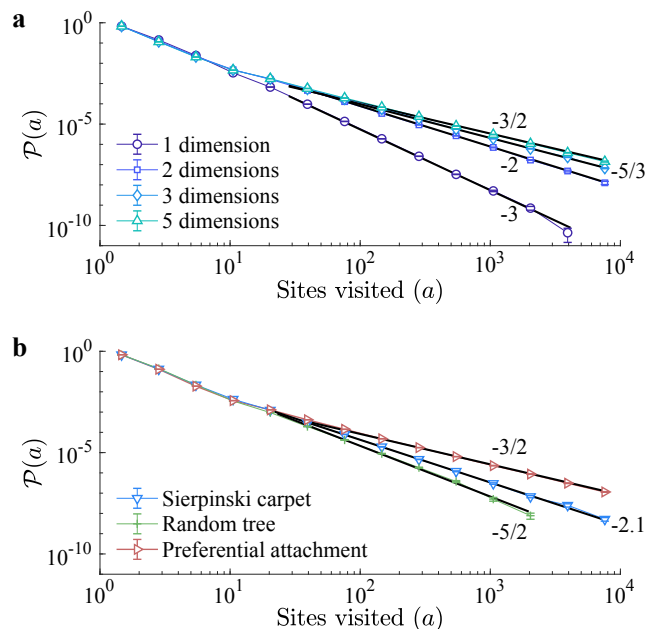 a
10^0
10^-5
10^-10
P(a)
-3/2
-5/3
-2
-3
1 dimension
2 dimensions
3 dimensions
5 dimensions
10^0 10^1 10^2 10^3 10^4
Sites visited (a)
b
10^0
10^-5
10^-10
P(a)
-3/2
-2.1
-5/2
Sierpinski carpet
Random tree
Preferential attachment
10^0 10^1 10^2 10^3 10^4
Sites visited (a)